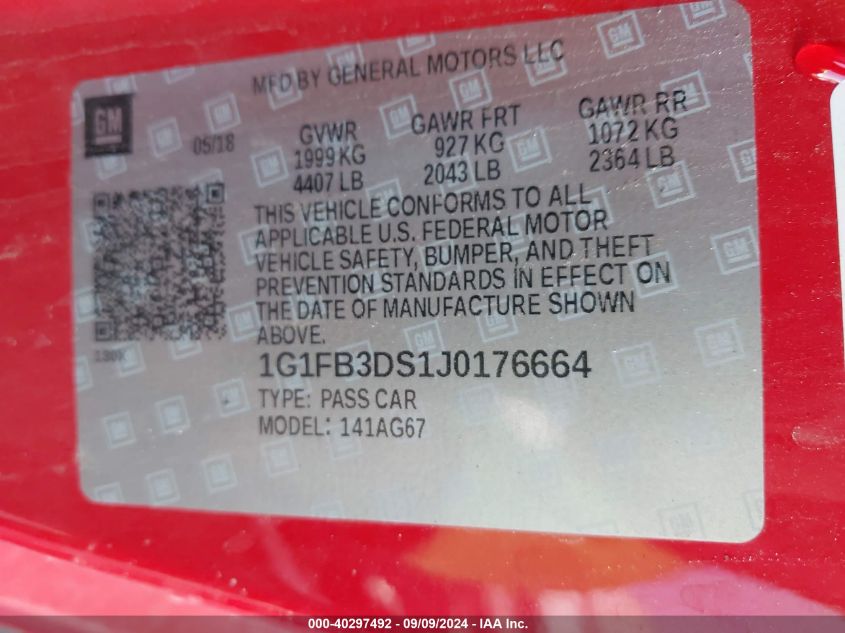 MFD BY GENERAL MOTORS LLC
GM
05/18
GVWR
1999 KG
4407 LB
GAWR FRT
927 KG
2043 LB
GAWR RR
1072 KG
2364 LB
THIS VEHICLE CONFORMS TO ALL
APPLICABLE U.S. FEDERAL MOTOR
VEHICLE SAFETY, BUMPER, AND THEFT
PREVENTION STANDARDS IN EFFECT ON
THE DATE OF MANUFACTURE SHOWN
ABOVE.
1G1FB3DS1J0176664
TYPE: PASS CAR
MODEL: 141AG67
000-40297492 - 09/09/2024 - IAA Inc.